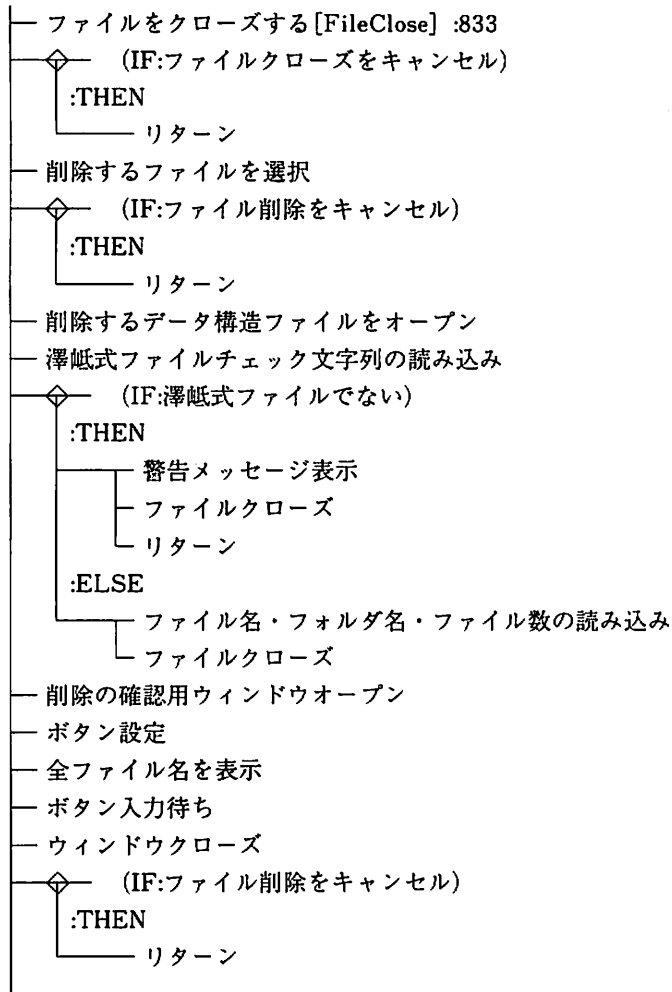 ファイルをクローズする[FileClose] :833
(IF:ファイルクローズをキャンセル)
:THEN
リターン
削除するファイルを選択
(IF:ファイル削除をキャンセル)
:THEN
リターン
削除するデータ構造ファイルをオープン
澤岻式ファイルチェック文字列の読み込み
(IF:澤岻式ファイルでない)
:THEN
警告メッセージ表示
ファイルクローズ
リターン
:ELSE
ファイル名・フォルダ名・ファイル数の読み込み
ファイルクローズ
削除の確認用ウィンドウオープン
ボタン設定
全ファイル名を表示
ボタン入力待ち
ウィンドウクローズ
(IF:ファイル削除をキャンセル)
:THEN
リターン